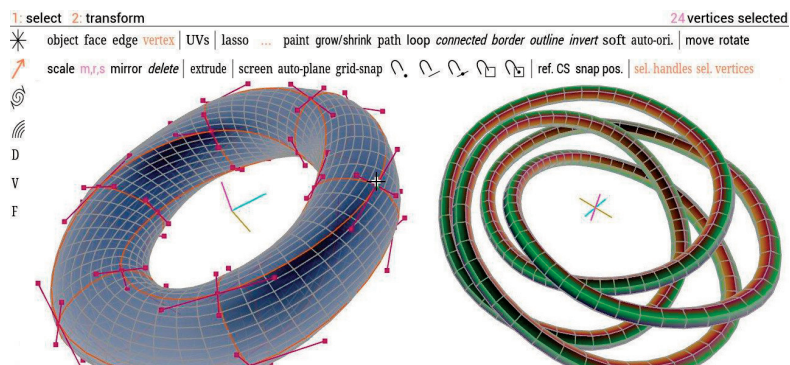 1: select 2: transform 24 vertices selected
object face edge vertex | UVs | lasso ... paint grow/shrink path loop connected border outline invert soft auto-ori. | move rotate
scale m,r,s mirror delete | extrude | screen auto-plane grid-snap | ref. CS snap pos. | sel. handles sel. vertices
D
V
F